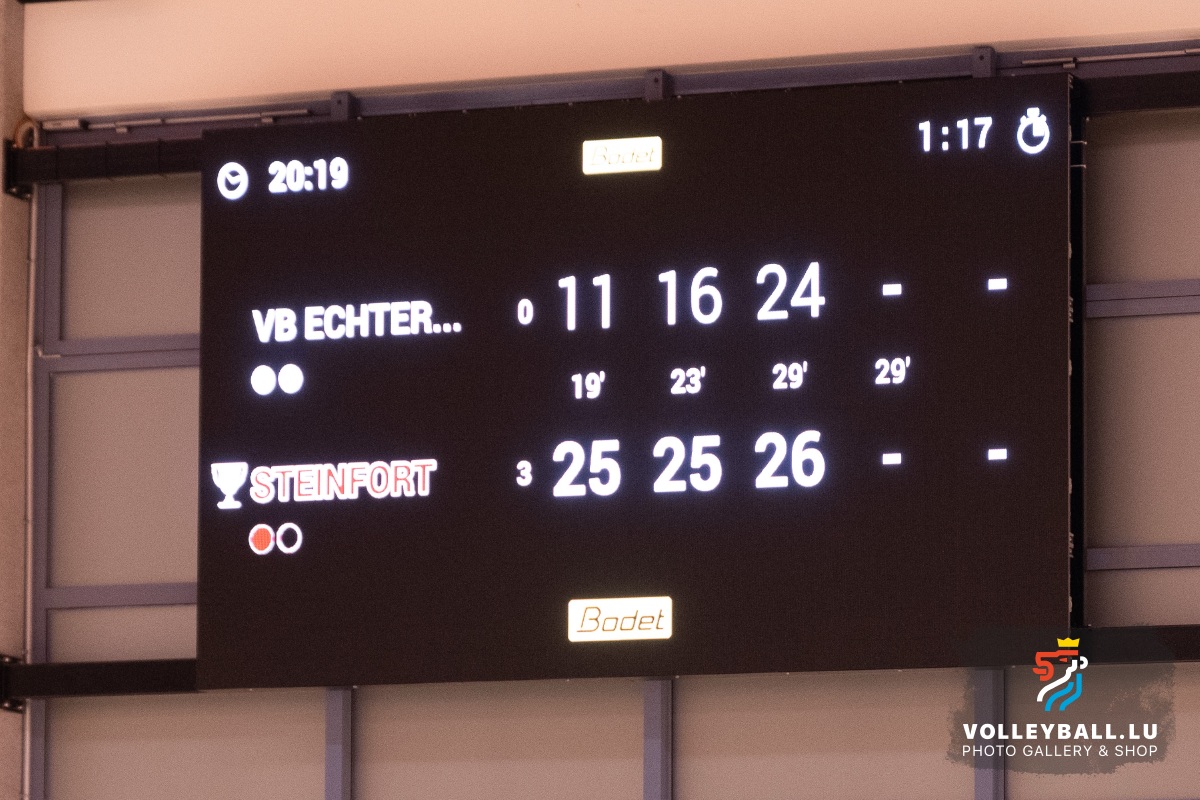 20:19
Bodet
1:17
VB ECHTER... 0 11 16 24 - -
19' 23' 29' 29'
STEINFORT 3 25 25 26 - -
Bodet
VOLLEYBALL.LU
PHOTO GALLERY & SHOP